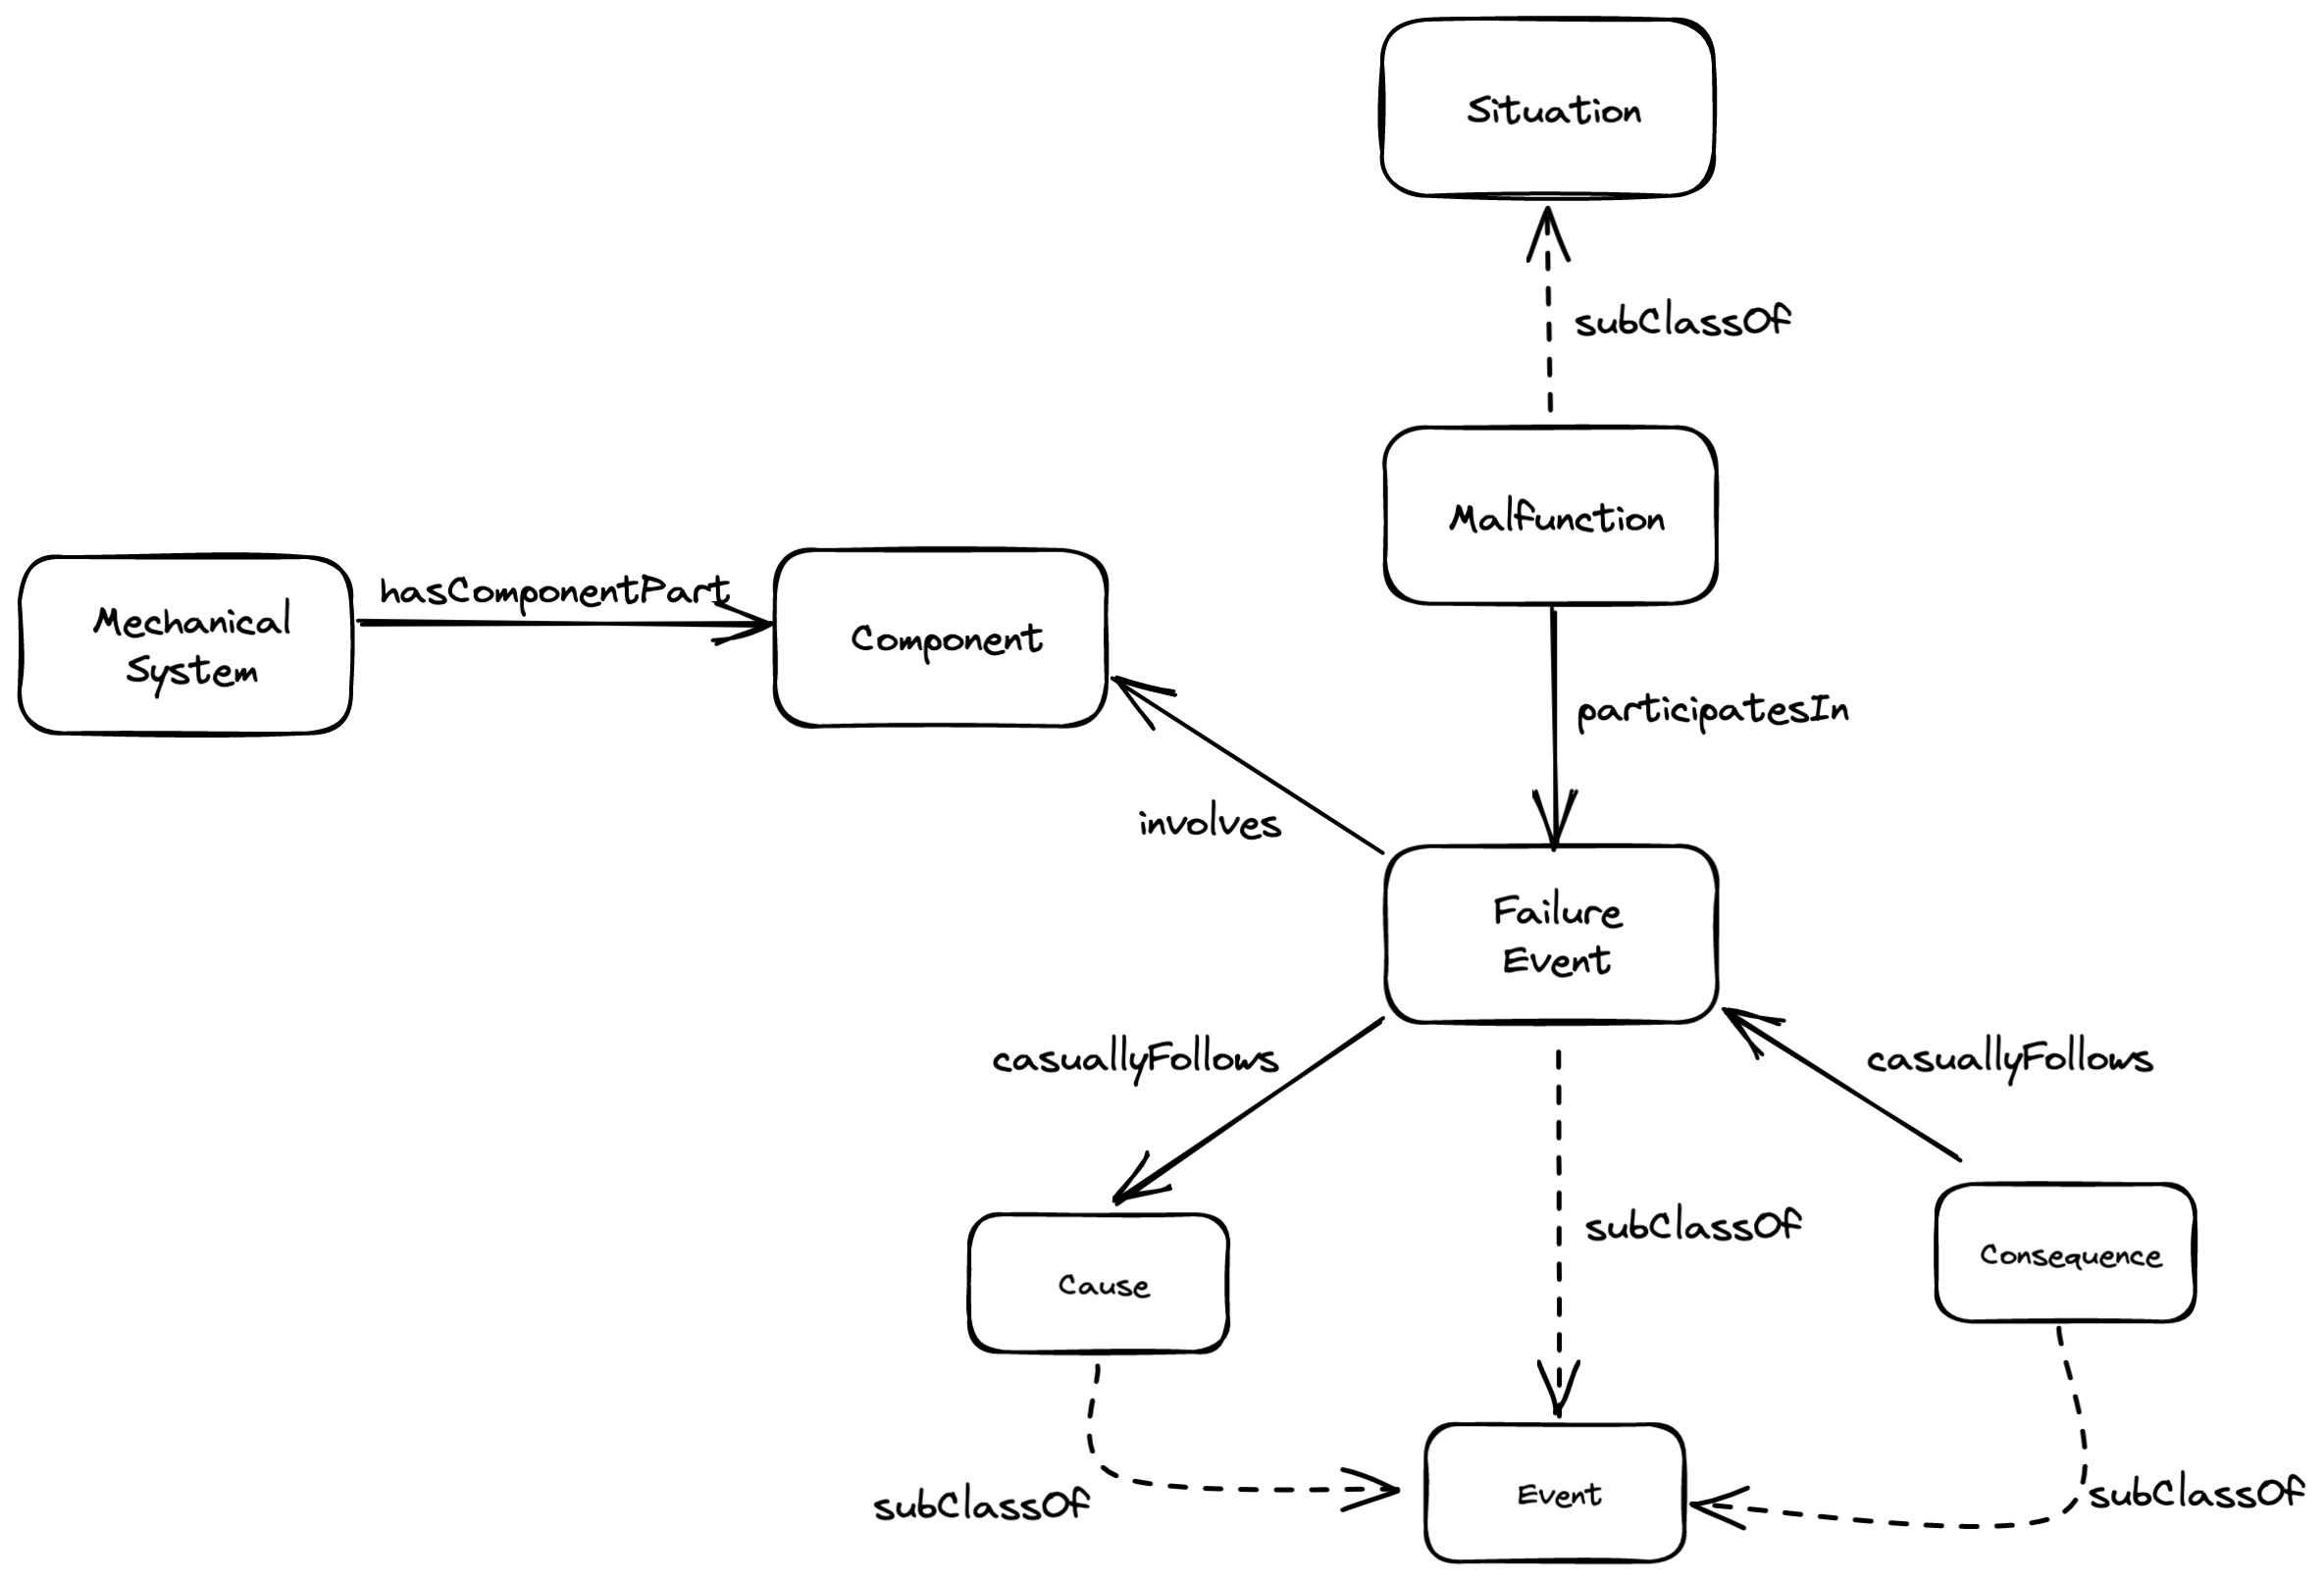 Situation
subClassOf
Malfunction
hasComponentPart
Mechanical
System
Component
participatesIn
involves
Failure
Event
casuallyFollows
casuallyFollows
subClassOf
Cause
Consequence
subClassOf
Event
subClassOf